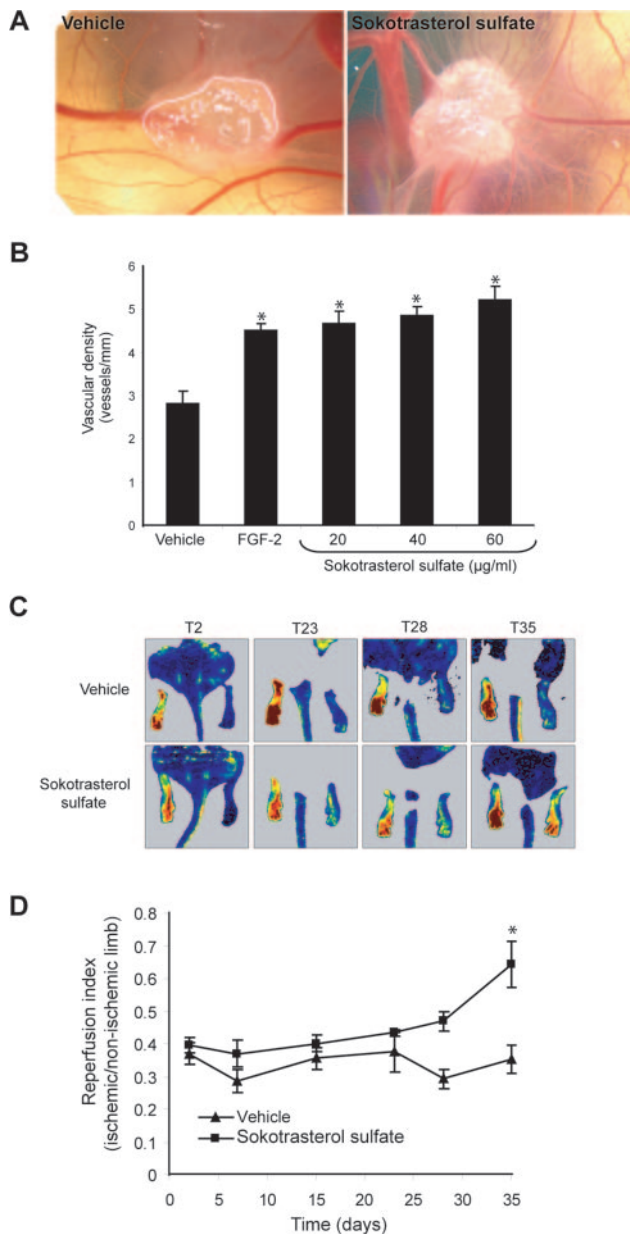 A
Vehicle
Sokotrasterol sulfate
B
Vascular density
(vessels/mm)
6
5
4
3
2
1
0
*
*
*
*
Vehicle
FGF-2
20
40
60
Sokotrasterol sulfate (µg/ml)
C
T2
T23
T28
T35
Vehicle
Sokotrasterol
sulfate
D
Reperfusion index
(ischemic/non-ischemic limb)
0.8
0.7
0.6
0.5
0.4
0.3
0.2
0.1
0
*
Vehicle
Sokotrasterol sulfate
0
5
10
15
20
25
30
35
Time (days)